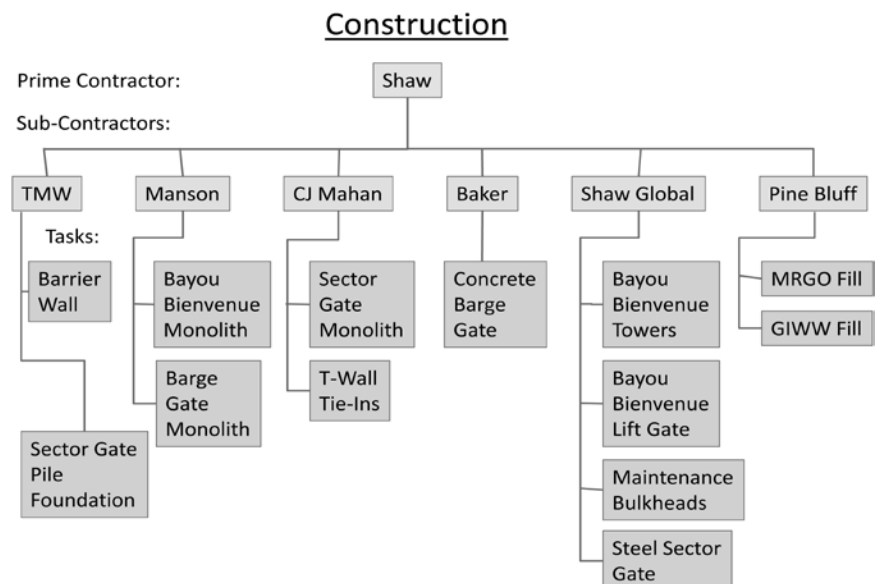 Construction
Prime Contractor:
Shaw
Sub-Contractors:
TMW
Manson
CJ Mahan
Baker
Shaw Global
Pine Bluff
Tasks:
Barrier
Wall
Sector Gate
Pile
Foundation
Bayou
Bienvenue
Monolith
Barge
Gate
Monolith
Sector
Gate
Monolith
T-Wall
Tie-Ins
Concrete
Barge
Gate
Bayou
Bienvenue
Towers
Bayou
Bienvenue
Lift Gate
Maintenance
Bulkheads
Steel Sector
Gate
MRGO Fill
GIWW Fill